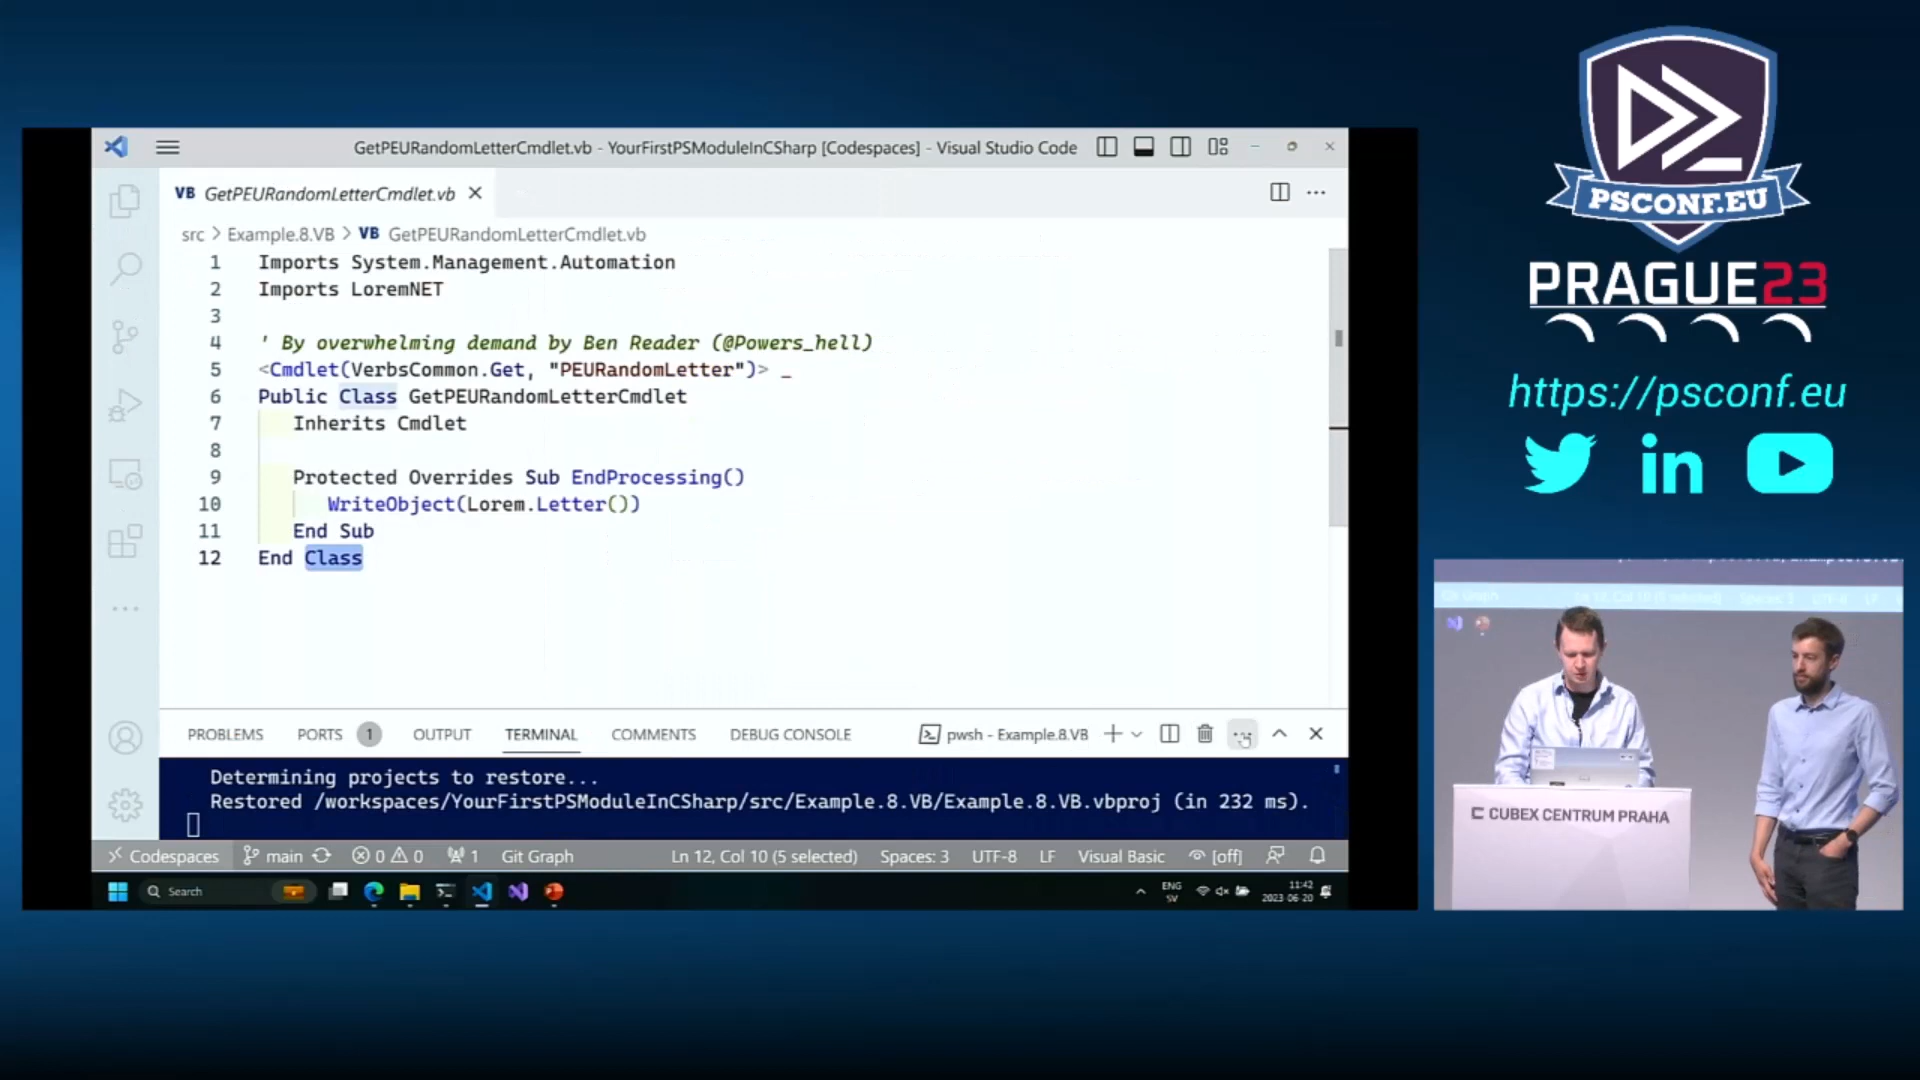 GetPEURandomLetterCmdlet.vb - YourFirstPSModuleInCSharp [Codespaces] - Visual Studio Code
VB GetPEURandomLetterCmdlet.vb
src > Example.8.VB > VB GetPEURandomLetterCmdlet.vb
1 Imports System.Management.Automation
2 Imports LoremNET
3
4 ' By overwhelming demand by Ben Reader (@Powers_hell)
5 <Cmdlet(VerbsCommon.Get, "PEURandomLetter")> _
6 Public Class GetPEURandomLetterCmdlet
7 Inherits Cmdlet
8
9 Protected Overrides Sub EndProcessing()
10 WriteObject(Lorem.Letter())
11 End Sub
12 End Class
PROBLEMS PORTS 1 OUTPUT TERMINAL COMMENTS DEBUG CONSOLE pwsh - Example.8.VB
Determining projects to restore...
Restored /workspaces/YourFirstPSModuleInCSharp/src/Example.8.VB/Example.8.VB.vbproj (in 232 ms).
Codespaces main 0 0 1 Git Graph Ln 12, Col 10 (5 selected) Spaces: 3 UTF-8 LF Visual Basic [off]
Search ENG 11:42
SV 2023-06-20
PSCONF.EU
PRAGUE23
https://psconf.eu
in
CUBEX CENTRUM PRAHA